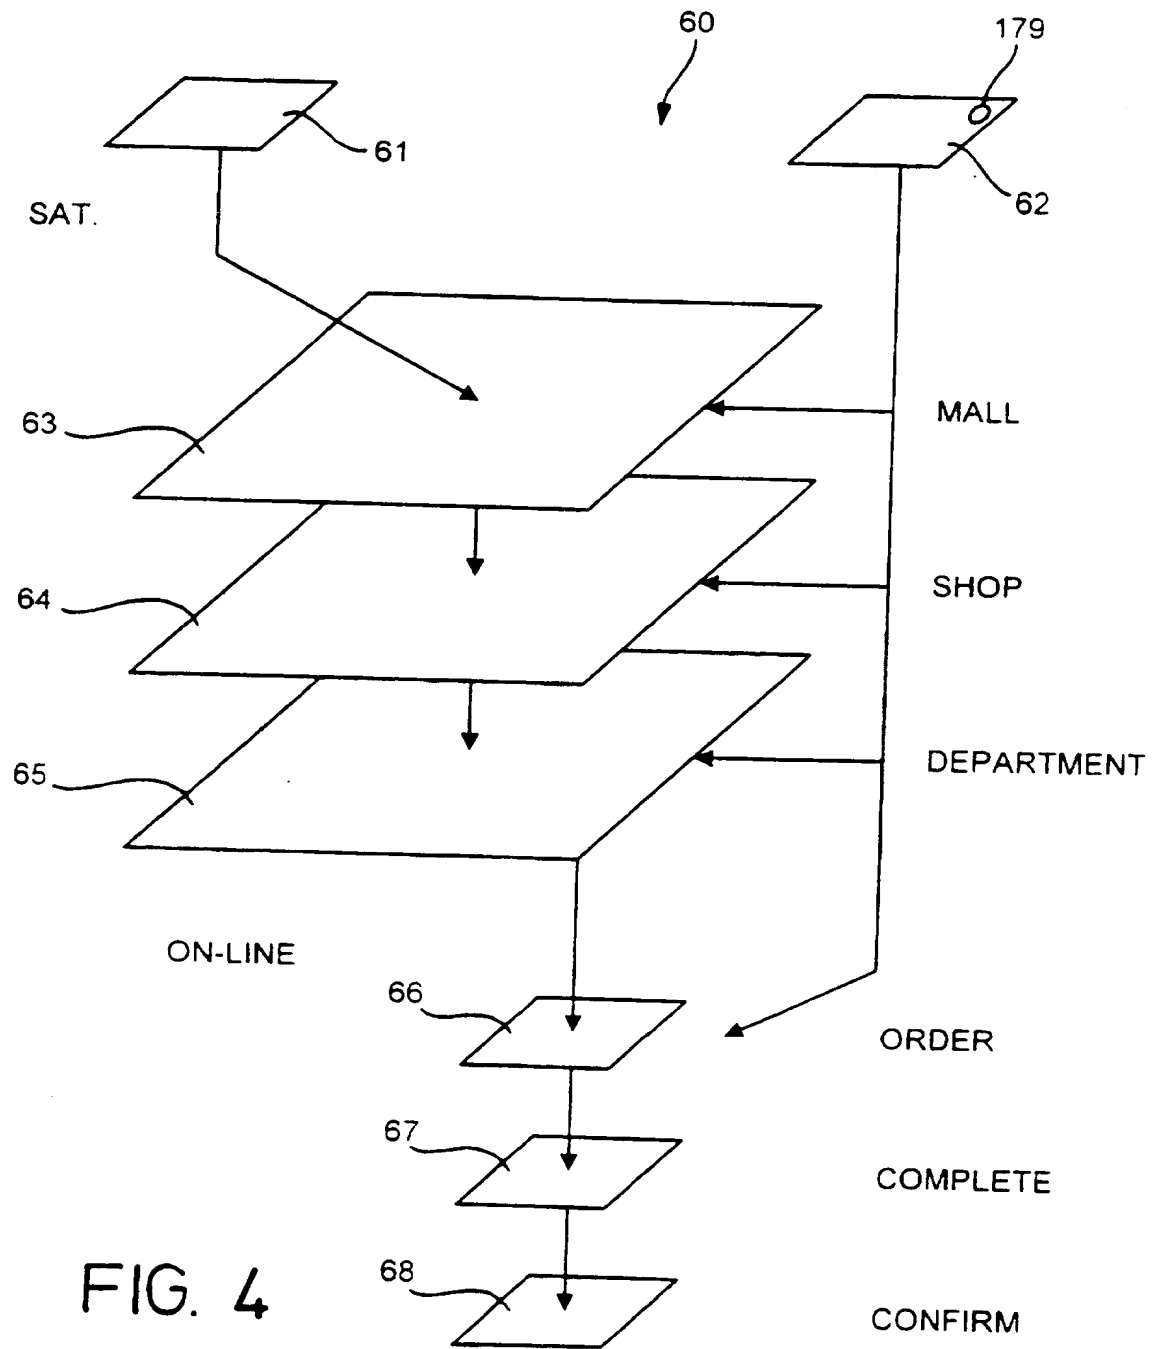 60
179
61
62
SAT.
63
MALL
64
SHOP
65
DEPARTMENT
ON-LINE
66
ORDER
67
COMPLETE
68
CONFIRM
FIG. 4